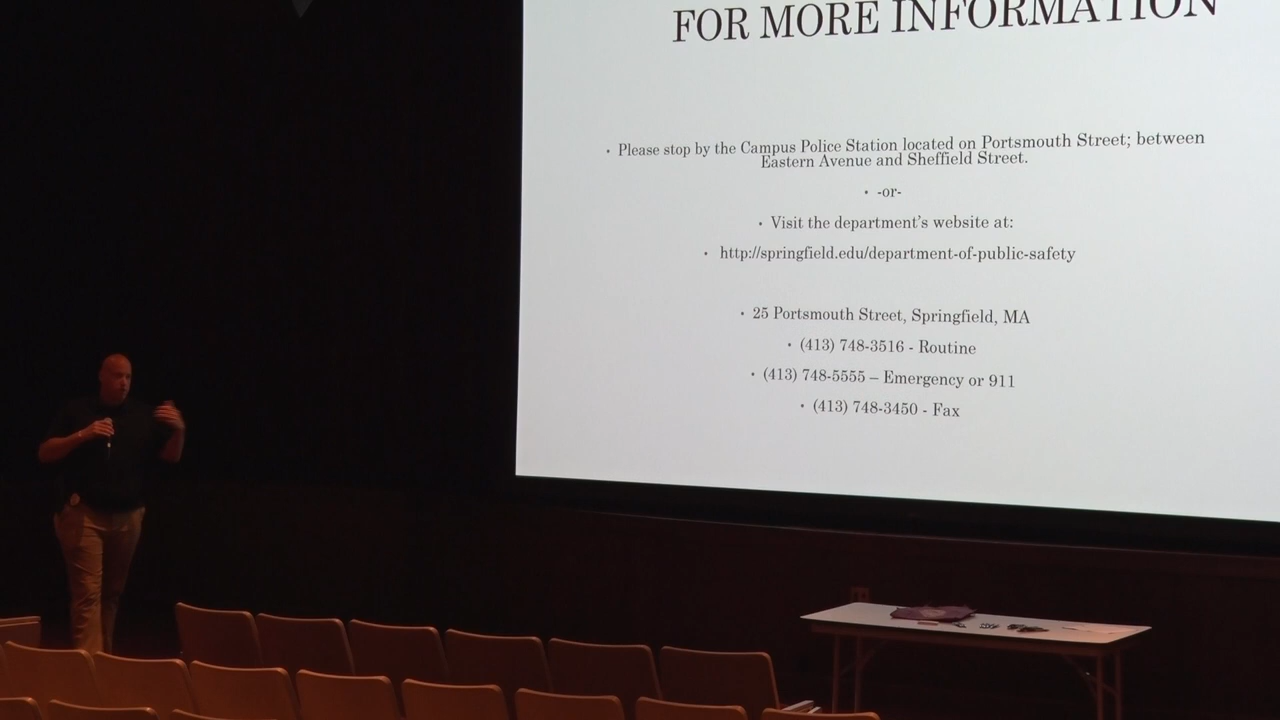 FOR MORE INFORMATION
• Please stop by the Campus Police Station located on Portsmouth Street; between
Eastern Avenue and Sheffield Street.
• -or-
• Visit the department's website at:
• http://springfield.edu/department-of-public-safety
• 25 Portsmouth Street, Springfield, MA
• (413) 748-3516 - Routine
• (413) 748-5555 – Emergency or 911
• (413) 748-3450 - Fax